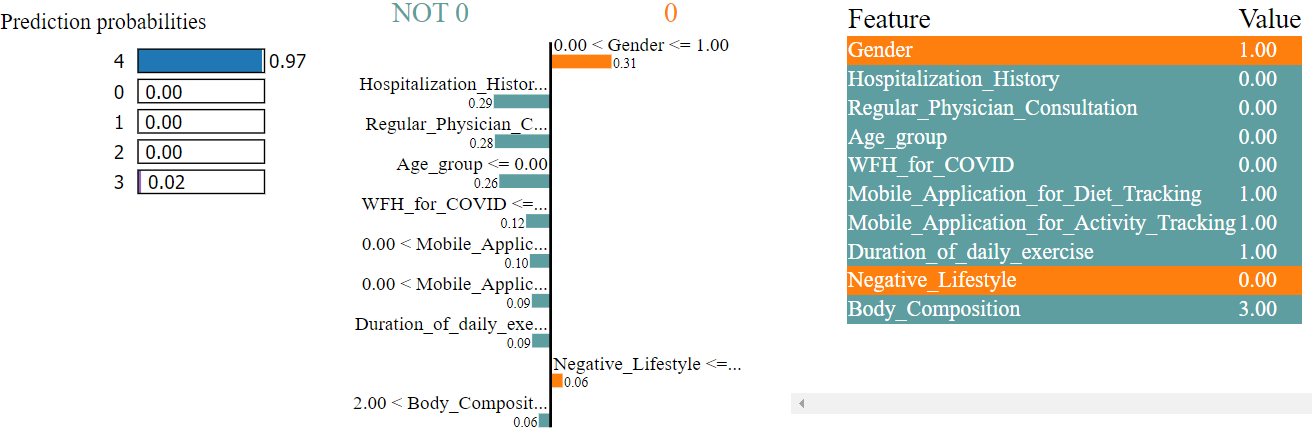 Prediction probabilities
4 0.97
0 0.00
1 0.00
2 0.00
3 0.02
NOT 0 0
0.00 < Gender <= 1.00
0.31
Hospitalization_Histor...
0.29
Regular_Physician_C...
0.28
Age_group <= 0.00
0.26
WFH_for_COVID <=...
0.12
0.00 < Mobile_Applic...
0.10
0.00 < Mobile_Applic...
0.09
Duration_of_daily_exe...
0.09
Negative_Lifestyle <=...
0.06
2.00 < Body_Composit...
0.06
Feature Value
Gender 1.00
Hospitalization_History 0.00
Regular_Physician_Consultation 0.00
Age_group 0.00
WFH_for_COVID 0.00
Mobile_Application_for_Diet_Tracking 1.00
Mobile_Application_for_Activity_Tracking 1.00
Duration_of_daily_exercise 1.00
Negative_Lifestyle 0.00
Body_Composition 3.00